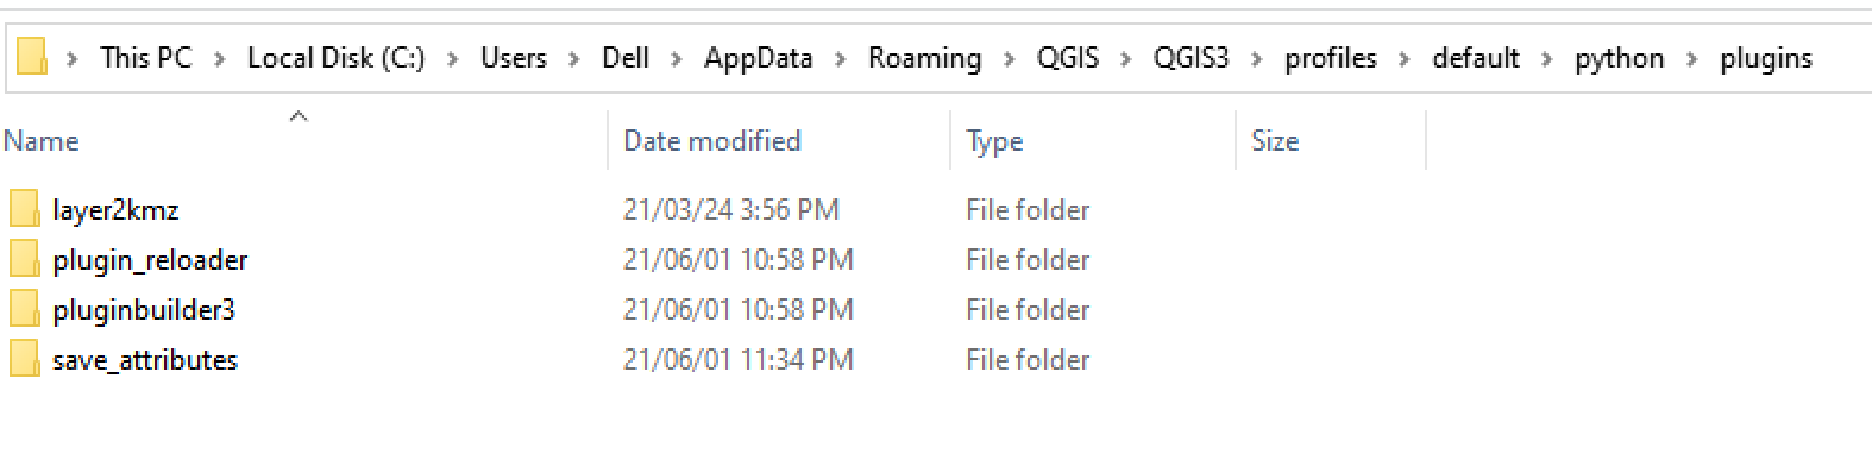 This PC > Local Disk (C:) > Users > Dell > AppData > Roaming > QGIS > QGIS3 > profiles > default > python > plugins
Name Date modified Type Size
layer2kmz 21/03/24 3:56 PM File folder
plugin_reloader 21/06/01 10:58 PM File folder
pluginbuilder3 21/06/01 10:58 PM File folder
save_attributes 21/06/01 11:34 PM File folder